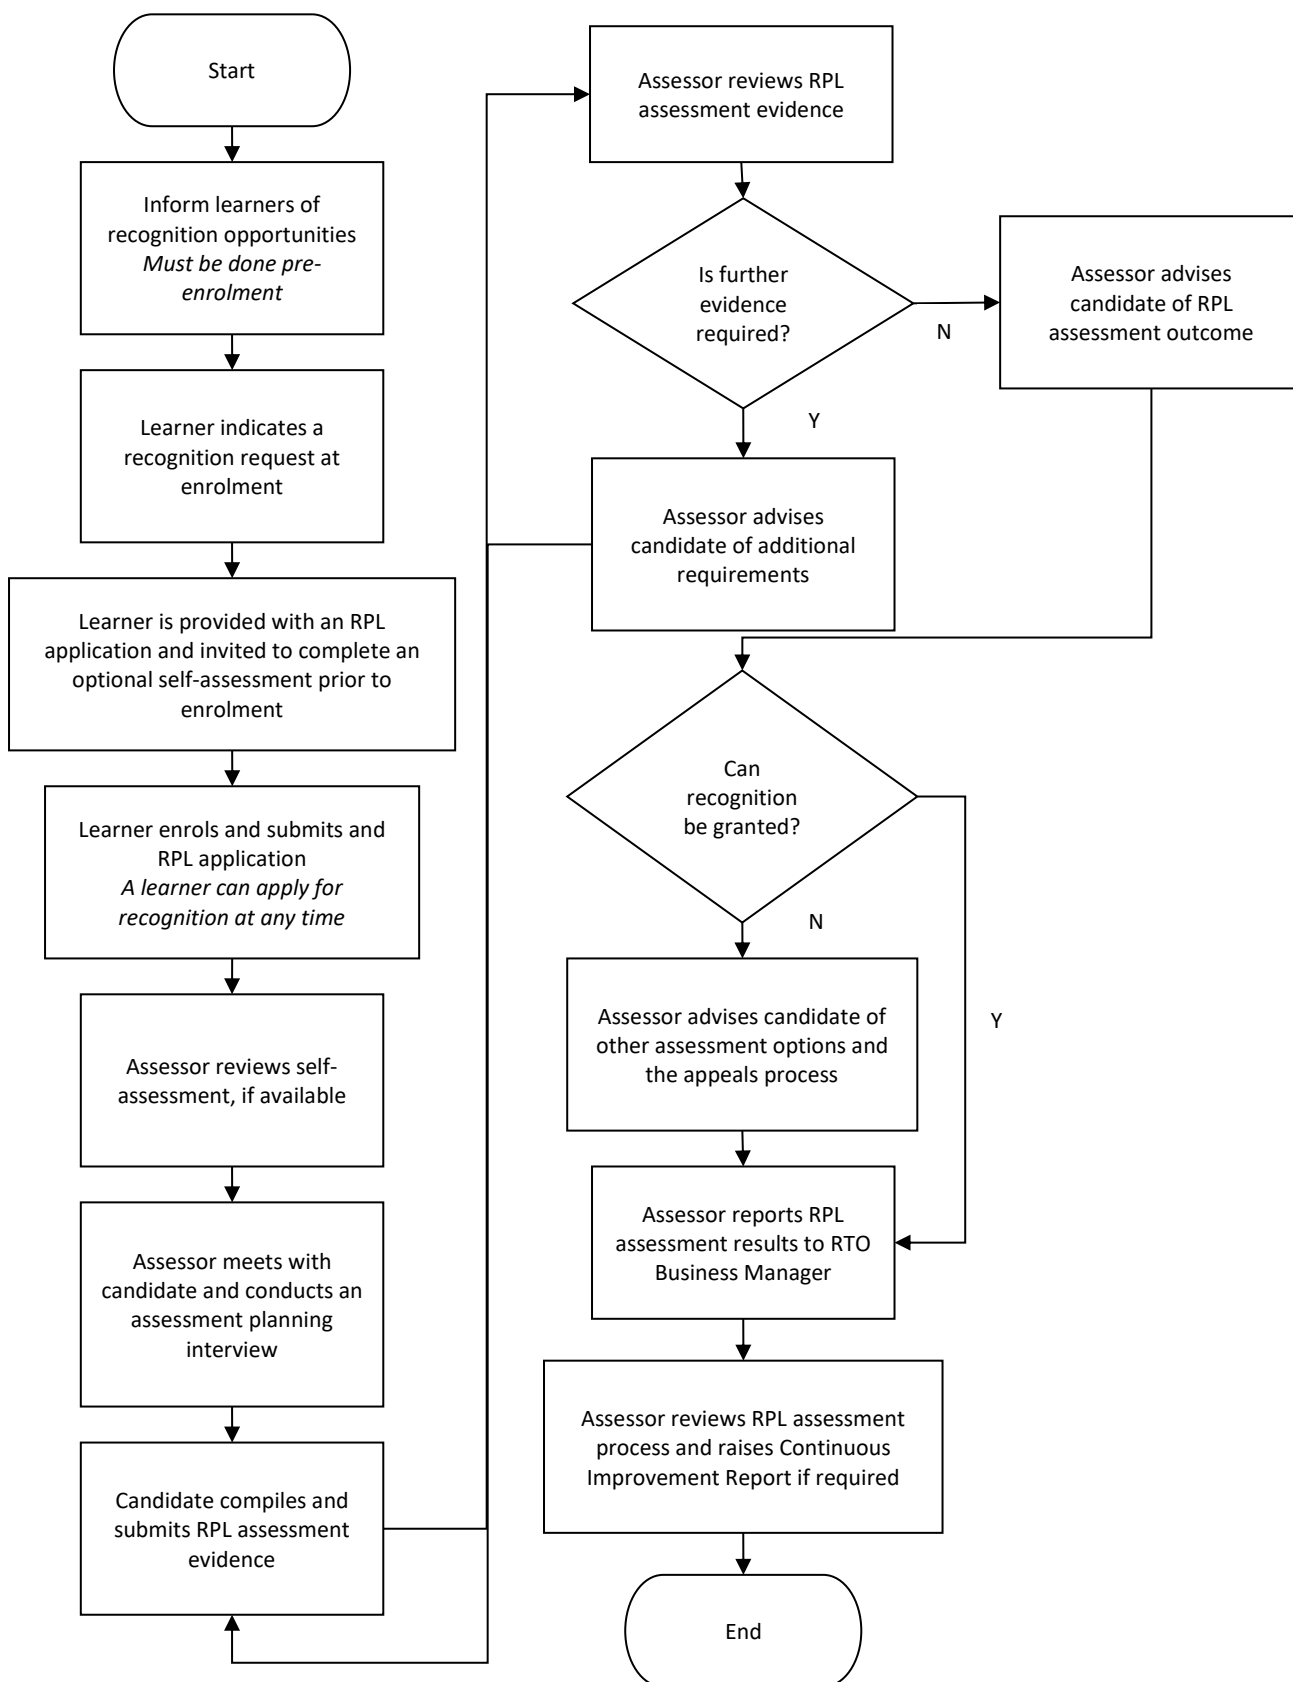 Start
Inform learners of
recognition opportunities
Must be done pre-
enrolment
Learner indicates a
recognition request at
enrolment
Learner is provided with an RPL
application and invited to complete an
optional self-assessment prior to
enrolment
Learner enrols and submits and
RPL application
A learner can apply for
recognition at any time
Assessor reviews self-
assessment, if available
Assessor meets with
candidate and conducts an
assessment planning
interview
Candidate compiles and
submits RPL assessment
evidence
Assessor reviews RPL
assessment evidence
Is further
evidence
required?
N
Assessor advises
candidate of RPL
assessment outcome
Y
Assessor advises
candidate of additional
requirements
Can
recognition
be granted?
N
Y
Assessor advises candidate of
other assessment options and
the appeals process
Assessor reports RPL
assessment results to RTO
Business Manager
Assessor reviews RPL assessment
process and raises Continuous
Improvement Report if required
End